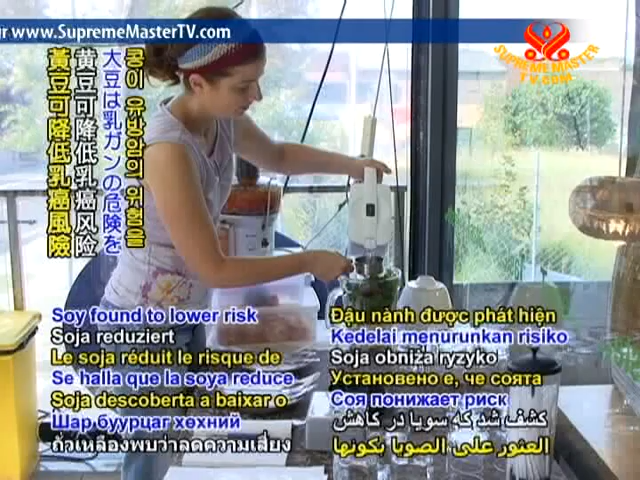 www.SupremeMasterTV.com
SUPREME MASTER
TV.COM
黃豆可降低乳癌風險
黄豆可降低乳癌风险
大豆は乳ガンの危険を
콩이 유방암의 위험을
Soy found to lower risk
Soja reduziert
Le soja réduit le risque de
Se halla que la soya reduce
Soja descoberta a baixar o
Шар буурцаг хөхний
ถั่วเหลืองพบว่าลดความเสี่ยง
Đậu nành được phát hiện
Kedelai menurunkan risiko
Soja obniża ryzyko
Установено е, че соята
Соя понижает риск
کشف شد که سویا در کاهش
العثور على الصويا بكونها